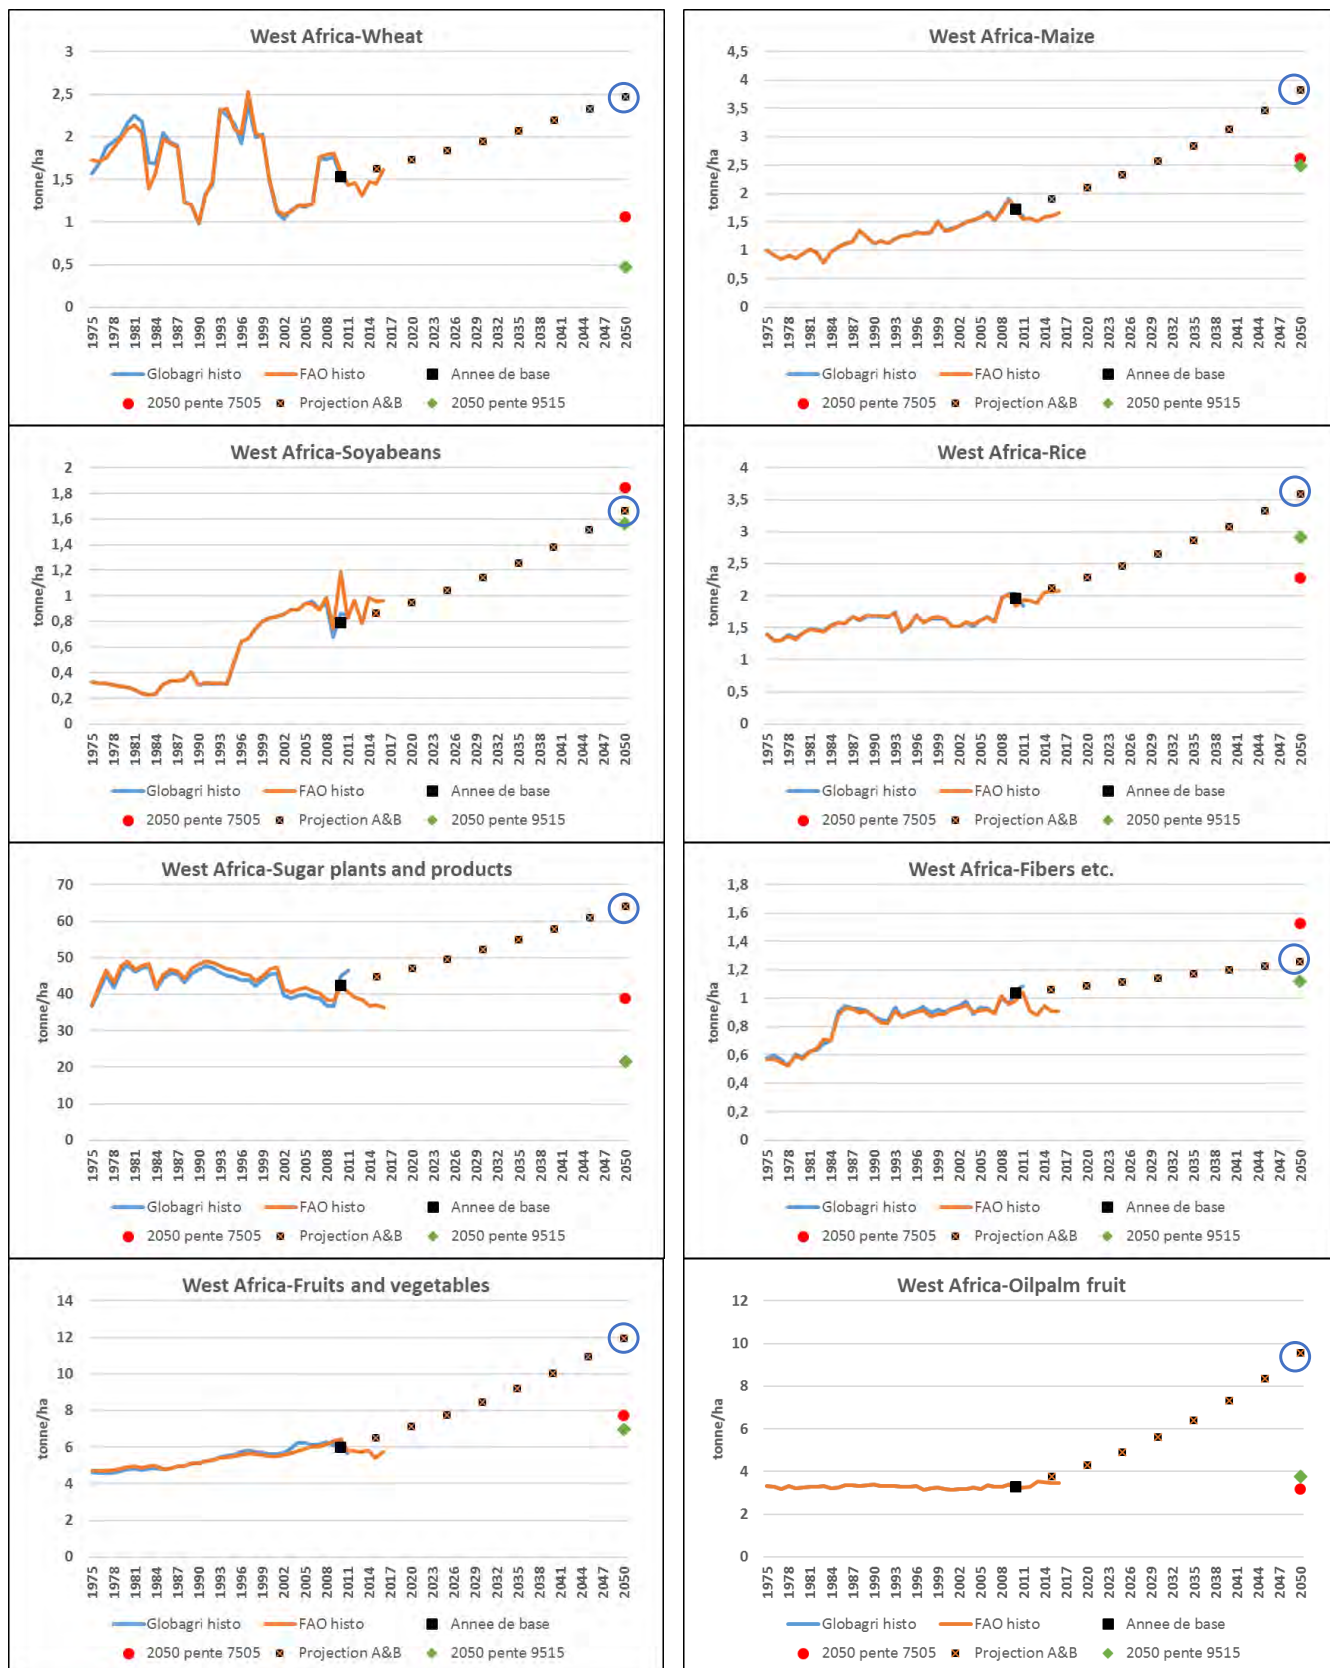 West Africa-Wheat
tonne/ha
3
2,5
2
1,5
1
0,5
0
1975 1978 1981 1984 1987 1990 1993 1996 1999 2002 2005 2008 2011 2014 2017 2020 2023 2026 2029 2032 2035 2038 2041 2044 2047 2050
Globagri histo FAO histo Annee de base
2050 pente 7505 Projection A&B 2050 pente 9515
West Africa-Maize
tonne/ha
4,5
4
3,5
3
2,5
2
1,5
1
0,5
0
1975 1978 1981 1984 1987 1990 1993 1996 1999 2002 2005 2008 2011 2014 2017 2020 2023 2026 2029 2032 2035 2038 2041 2044 2047 2050
Globagri histo FAO histo Annee de base
2050 pente 7505 Projection A&B 2050 pente 9515
West Africa-Soyabeans
tonne/ha
2
1,8
1,6
1,4
1,2
1
0,8
0,6
0,4
0,2
0
1975 1978 1981 1984 1987 1990 1993 1996 1999 2002 2005 2008 2011 2014 2017 2020 2023 2026 2029 2032 2035 2038 2041 2044 2047 2050
Globagri histo FAO histo Annee de base
2050 pente 7505 Projection A&B 2050 pente 9515
West Africa-Rice
tonne/ha
4
3,5
3
2,5
2
1,5
1
0,5
0
1975 1978 1981 1984 1987 1990 1993 1996 1999 2002 2005 2008 2011 2014 2017 2020 2023 2026 2029 2032 2035 2038 2041 2044 2047 2050
Globagri histo FAO histo Annee de base
2050 pente 7505 Projection A&B 2050 pente 9515
West Africa-Sugar plants and products
tonne/ha
70
60
50
40
30
20
10
0
1975 1978 1981 1984 1987 1990 1993 1996 1999 2002 2005 2008 2011 2014 2017 2020 2023 2026 2029 2032 2035 2038 2041 2044 2047 2050
Globagri histo FAO histo Annee de base
2050 pente 7505 Projection A&B 2050 pente 9515
West Africa-Fibers etc.
tonne/ha
1,8
1,6
1,4
1,2
1
0,8
0,6
0,4
0,2
0
1975 1978 1981 1984 1987 1990 1993 1996 1999 2002 2005 2008 2011 2014 2017 2020 2023 2026 2029 2032 2035 2038 2041 2044 2047 2050
Globagri histo FAO histo Annee de base
2050 pente 7505 Projection A&B 2050 pente 9515
West Africa-Fruits and vegetables
tonne/ha
14
12
10
8
6
4
2
0
1975 1978 1981 1984 1987 1990 1993 1996 1999 2002 2005 2008 2011 2014 2017 2020 2023 2026 2029 2032 2035 2038 2041 2044 2047 2050
Globagri histo FAO histo Annee de base
2050 pente 7505 Projection A&B 2050 pente 9515
West Africa-Oilpalm fruit
tonne/ha
12
10
8
6
4
2
0
1975 1978 1981 1984 1987 1990 1993 1996 1999 2002 2005 2008 2011 2014 2017 2020 2023 2026 2029 2032 2035 2038 2041 2044 2047 2050
Globagri histo FAO histo Annee de base
2050 pente 7505 Projection A&B 2050 pente 9515